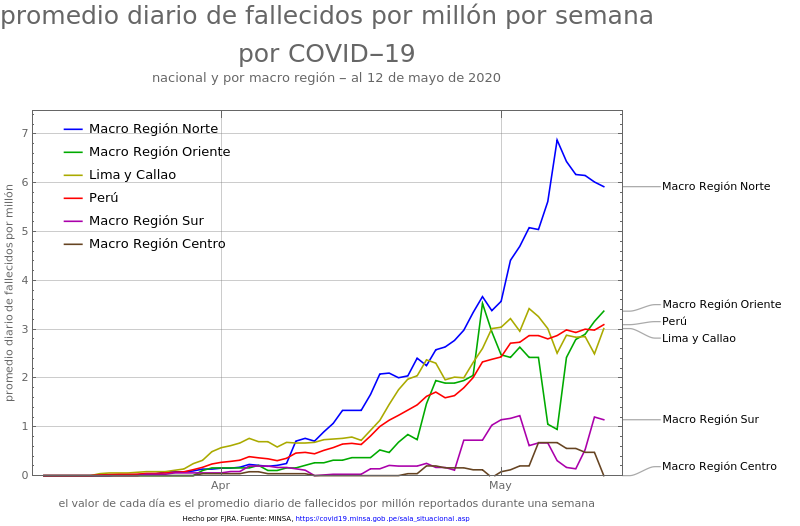 promedio diario de fallecidos por millón por semana
por COVID−19
nacional y por macro región − al 12 de mayo de 2020
Macro Región Norte
Macro Región Oriente
Lima y Callao
Perú
Macro Región Sur
Macro Región Centro
promedio diario de fallecidos por millón
7
6
5
4
3
2
1
0
Apr
May
Macro Región Norte
Macro Región Oriente
Perú
Lima y Callao
Macro Región Sur
Macro Región Centro
el valor de cada día es el promedio diario de fallecidos por millón reportados durante una semana
Hecho por FJRA. Fuente: MINSA, https://covid19.minsa.gob.pe/sala_situacional.asp